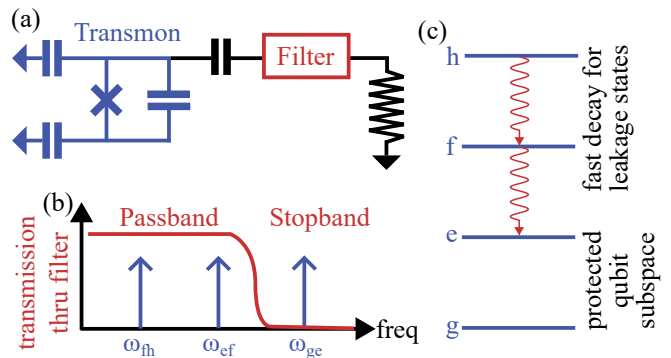 (a)
Transmon
Filter
(b)
Passband
Stopband
transmission
thru filter
freq
ω_fh
ω_ef
ω_ge
(c)
h
f
e
g
fast decay for
leakage states
protected
qubit
subspace